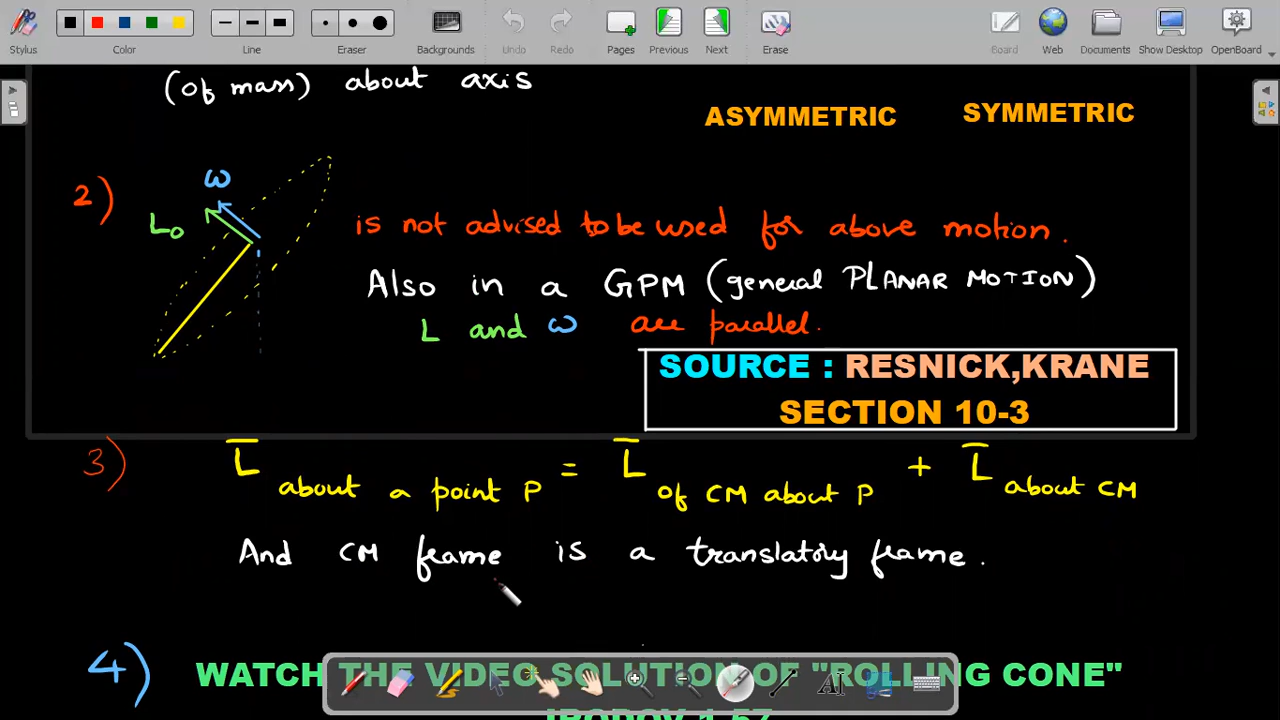 Stylus Color Line Eraser Backgrounds Undo Redo Pages Previous Next Erase Board Web Documents Show Desktop OpenBoard
(of mass) about axis
ASYMMETRIC SYMMETRIC
2)
ω
L₀
is not advised to be used for above motion.
Also in a GPM (general PLANAR MOTION)
L and ω are parallel.
SOURCE : RESNICK,KRANE
SECTION 10-3
3) L̅ about a point P = L̅ of CM about P + L̅ about CM
And CM frame is a translatory frame.
4) WATCH THE VIDEO SOLUTION OF "ROLLING CONE"
IRODOV 1.57